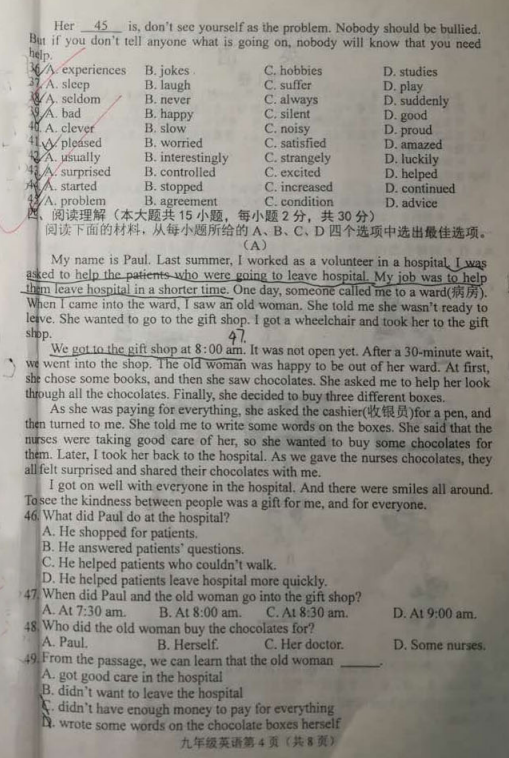 Her 45 is, don't see yourself as the problem. Nobody should be bullied.
But if you don't tell anyone what is going on, nobody will know that you need
help.
36. A. experiences B. jokes . C. hobbies D. studies
37. A. sleep B. laugh C. suffer D. play
38. A. seldom B. never C. always D. suddenly
39. A. bad B. happy C. silent D. good
40. A. clever B. slow C. noisy D. proud
41. A. pleased B. worried C. satisfied D. amazed
42. A. usually B. interestingly C. strangely D. luckily
43. A. surprised B. controlled C. excited D. helped
44. A. started B. stopped C. increased D. continued
45. A. problem B. agreement C. condition D. advice
四、阅读理解（本大题共 15 小题，每小题 2 分，共 30 分）
阅读下面的材料，从每小题所给的 A、B、C、D 四个选项中选出最佳选项。
（A）
My name is Paul. Last summer, I worked as a volunteer in a hospital. I was
asked to help the patients who were going to leave hospital. My job was to help
them leave hospital in a shorter time. One day, someone called me to a ward(病房).
When I came into the ward, I saw an old woman. She told me she wasn't ready to
leave. She wanted to go to the gift shop. I got a wheelchair and took her to the gift
shop.
47.
We got to the gift shop at 8:00 am. It was not open yet. After a 30-minute wait,
we went into the shop. The old woman was happy to be out of her ward. At first,
she chose some books, and then she saw chocolates. She asked me to help her look
through all the chocolates. Finally, she decided to buy three different boxes.
As she was paying for everything, she asked the cashier(收银员)for a pen, and
then turned to me. She told me to write some words on the boxes. She said that the
nurses were taking good care of her, so she wanted to buy some chocolates for
them. Later, I took her back to the hospital. As we gave the nurses chocolates, they
all felt surprised and shared their chocolates with me.
I got on well with everyone in the hospital. And there were smiles all around.
To see the kindness between people was a gift for me, and for everyone.
46. What did Paul do at the hospital?
A. He shopped for patients.
B. He answered patients' questions.
C. He helped patients who couldn't walk.
D. He helped patients leave hospital more quickly.
47. When did Paul and the old woman go into the gift shop?
A. At 7:30 am. B. At 8:00 am. C. At 8:30 am. D. At 9:00 am.
48. Who did the old woman buy the chocolates for?
A. Paul. B. Herself. C. Her doctor. D. Some nurses.
49. From the passage, we can learn that the old woman ______.
A. got good care in the hospital
B. didn't want to leave the hospital
C. didn't have enough money to pay for everything
D. wrote some words on the chocolate boxes herself
九年级英语第 4 页（共 8 页）